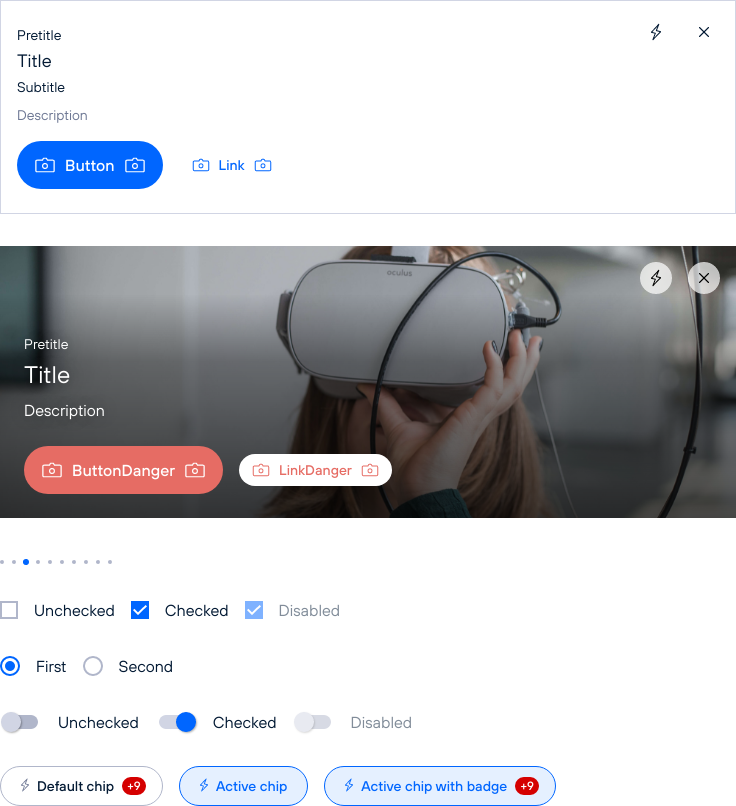 Pretitle
Title
Subtitle
Description
Button
Link
oculus
Pretitle
Title
Description
ButtonDanger
LinkDanger
Unchecked
Checked
Disabled
First
Second
Unchecked
Checked
Disabled
Default chip +9
Active chip
Active chip with badge +9